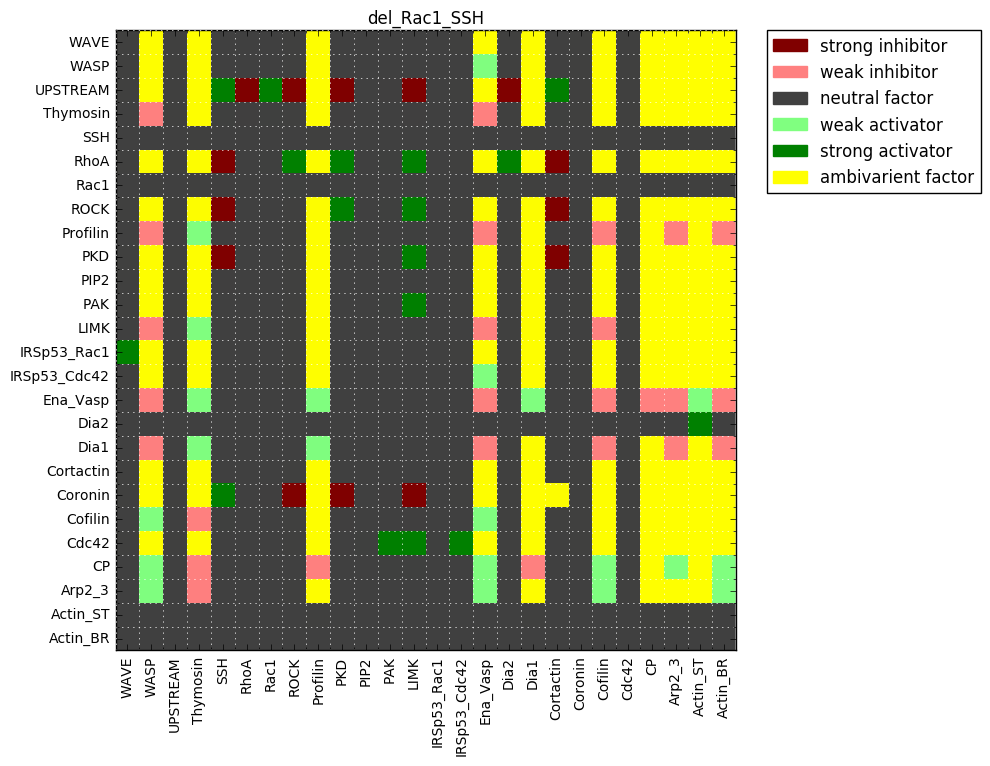 del_Rac1_SSH
WAVE
WASP
UPSTREAM
Thymosin
SSH
RhoA
Rac1
ROCK
Profilin
PKD
PIP2
PAK
LIMK
IRSp53_Rac1
IRSp53_Cdc42
Ena_Vasp
Dia2
Dia1
Cortactin
Coronin
Cofilin
Cdc42
CP
Arp2_3
Actin_ST
Actin_BR
WAVE
WASP
UPSTREAM
Thymosin
SSH
RhoA
Rac1
ROCK
Profilin
PKD
PIP2
PAK
LIMK
IRSp53_Rac1
IRSp53_Cdc42
Ena_Vasp
Dia2
Dia1
Cortactin
Coronin
Cofilin
Cdc42
CP
Arp2_3
Actin_ST
Actin_BR
strong inhibitor
weak inhibitor
neutral factor
weak activator
strong activator
ambivarient factor